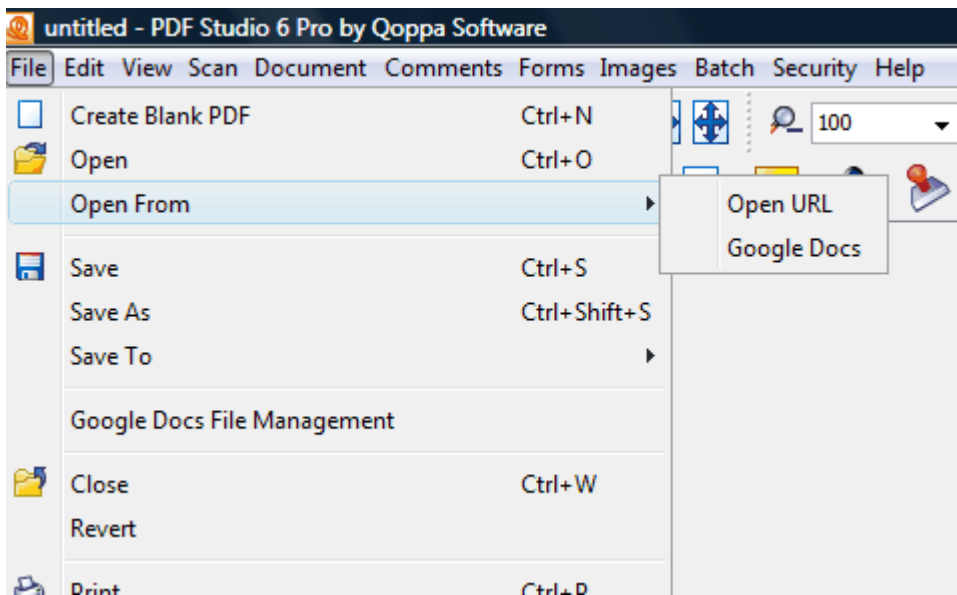 untitled - PDF Studio 6 Pro by Qoppa Software
File Edit View Scan Document Comments Forms Images Batch Security Help
Create Blank PDF Ctrl+N
100
Open Ctrl+O
Open From
Open URL
Google Docs
Save Ctrl+S
Save As Ctrl+Shift+S
Save To
Google Docs File Management
Close Ctrl+W
Revert
Print Ctrl+P